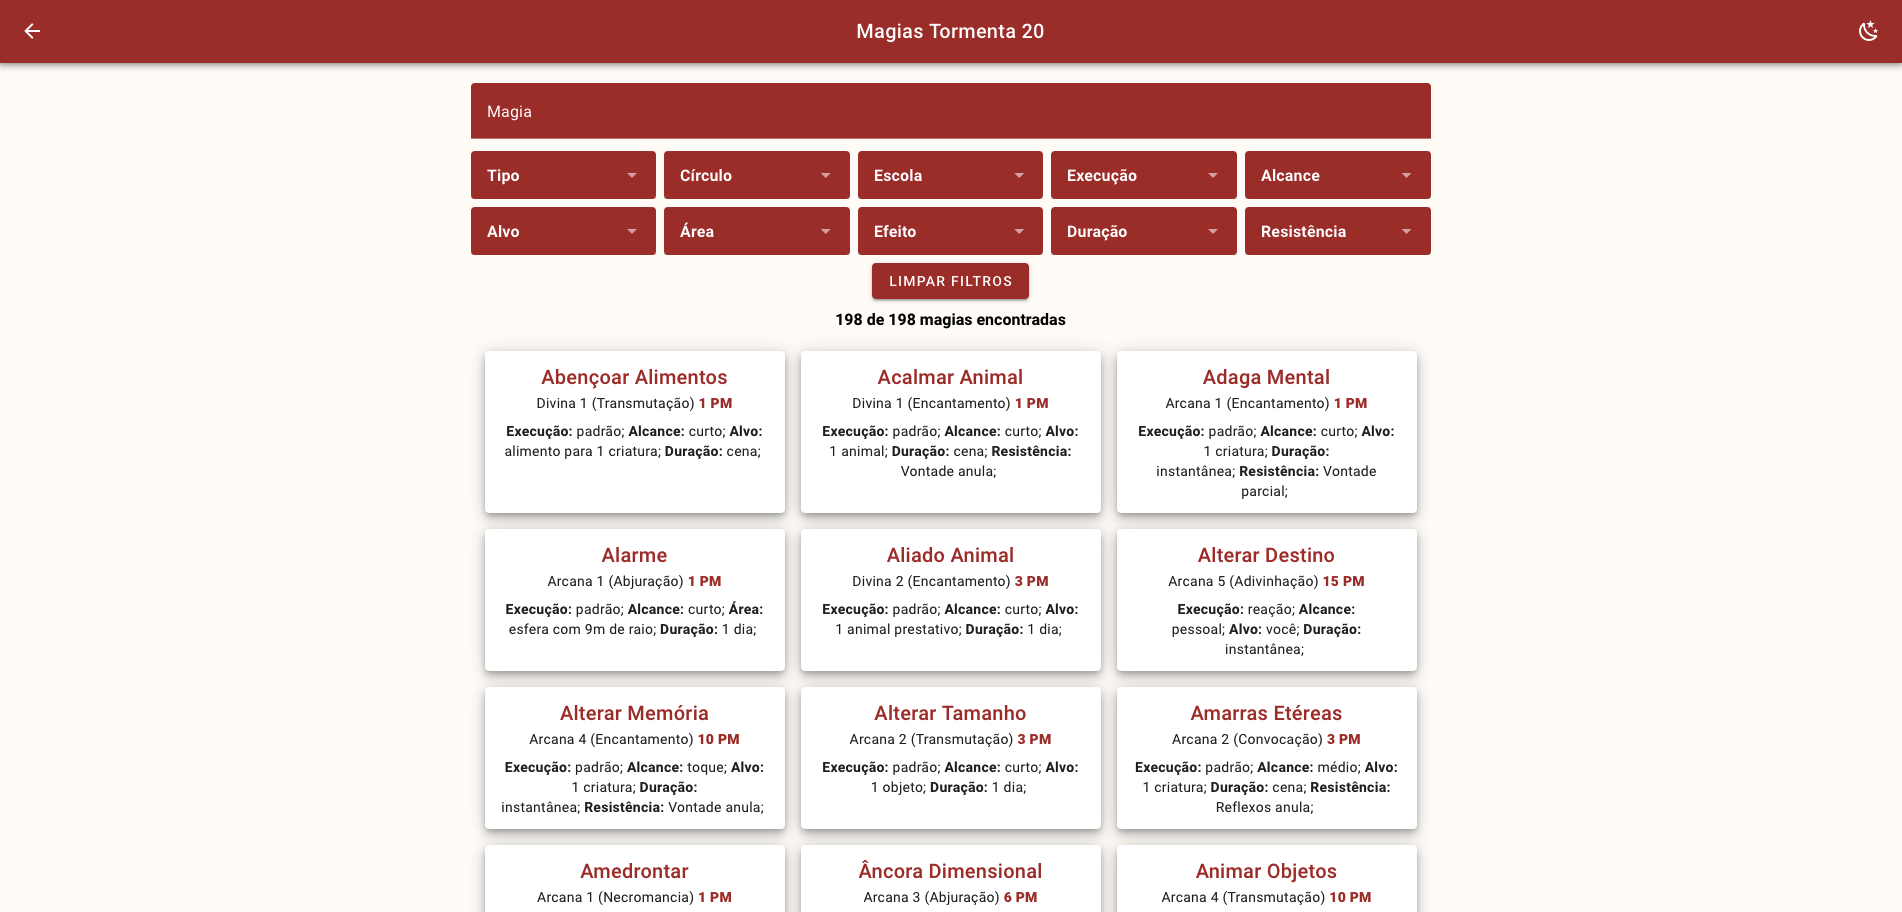 Magias Tormenta 20
Magia
Tipo
Círculo
Escola
Execução
Alcance
Alvo
Área
Efeito
Duração
Resistência
LIMPAR FILTROS
198 de 198 magias encontradas
Abençoar Alimentos
Divina 1 (Transmutação) 1 PM
Execução: padrão; Alcance: curto; Alvo:
alimento para 1 criatura; Duração: cena;
Acalmar Animal
Divina 1 (Encantamento) 1 PM
Execução: padrão; Alcance: curto; Alvo:
1 animal; Duração: cena; Resistência:
Vontade anula;
Adaga Mental
Arcana 1 (Encantamento) 1 PM
Execução: padrão; Alcance: curto; Alvo:
1 criatura; Duração:
instantânea; Resistência: Vontade
parcial;
Alarme
Arcana 1 (Abjuração) 1 PM
Execução: padrão; Alcance: curto; Área:
esfera com 9m de raio; Duração: 1 dia;
Aliado Animal
Divina 2 (Encantamento) 3 PM
Execução: padrão; Alcance: curto; Alvo:
1 animal prestativo; Duração: 1 dia;
Alterar Destino
Arcana 5 (Adivinhação) 15 PM
Execução: reação; Alcance:
pessoal; Alvo: você; Duração:
instantânea;
Alterar Memória
Arcana 4 (Encantamento) 10 PM
Execução: padrão; Alcance: toque; Alvo:
1 criatura; Duração:
instantânea; Resistência: Vontade anula;
Alterar Tamanho
Arcana 2 (Transmutação) 3 PM
Execução: padrão; Alcance: curto; Alvo:
1 objeto; Duração: 1 dia;
Amarras Etéreas
Arcana 2 (Convocação) 3 PM
Execução: padrão; Alcance: médio; Alvo:
1 criatura; Duração: cena; Resistência:
Reflexos anula;
Amedrontar
Arcana 1 (Necromancia) 1 PM
Âncora Dimensional
Arcana 3 (Abjuração) 6 PM
Animar Objetos
Arcana 4 (Transmutação) 10 PM